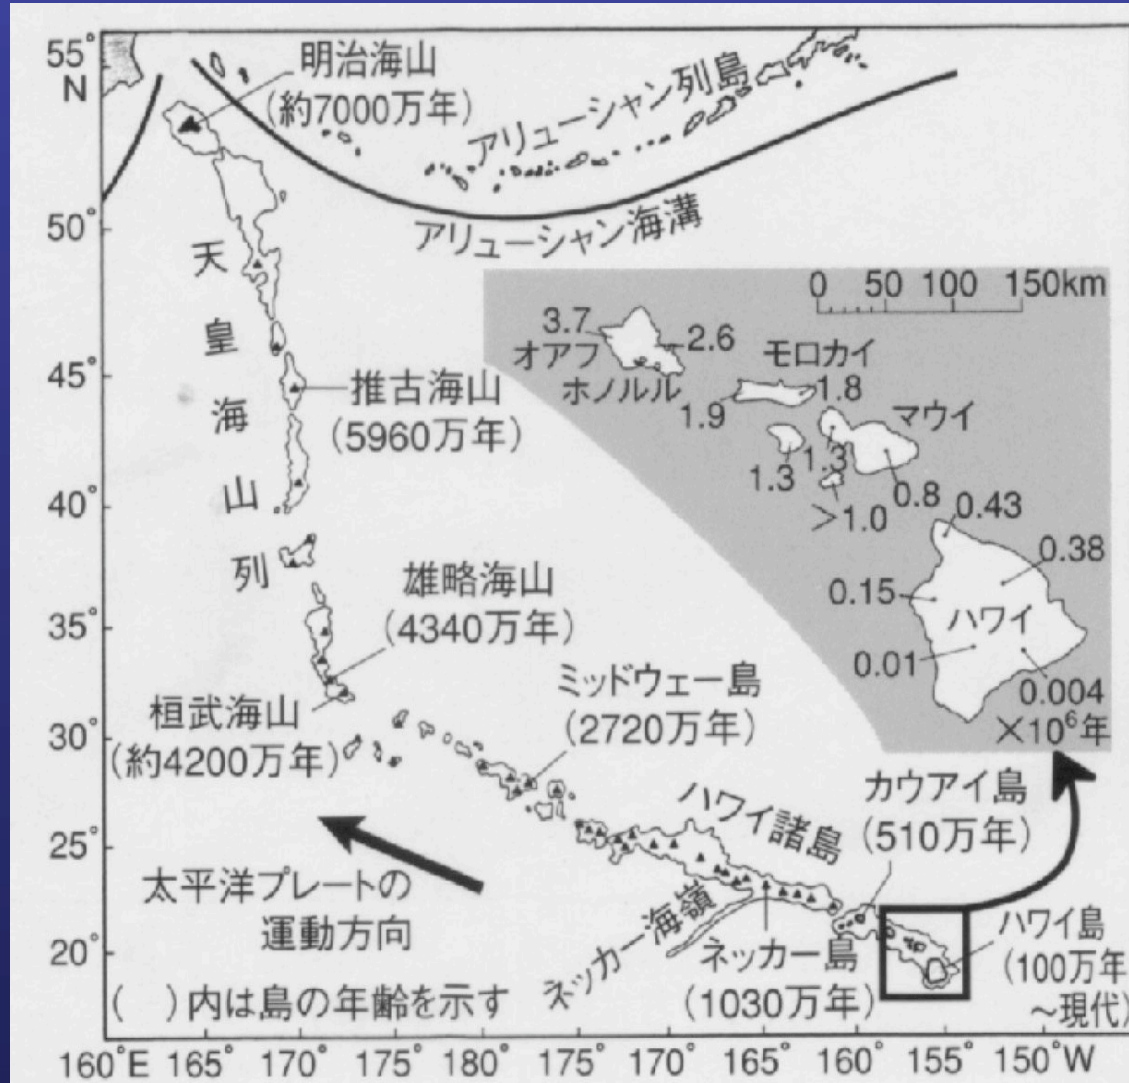 55°
N
明治海山
(約7000万年)
アリューシャン列島
アリューシャン海溝
50°
天皇海山列
0 50 100 150km
3.7
2.6
オアフ
ホノルル
モロカイ
1.8
1.9
マウイ
1.3
1.3
0.8
>1.0
0.43
0.38
0.15
ハワイ
0.01
0.004
×10⁶年
45°
推古海山
(5960万年)
40°
雄略海山
(4340万年)
35°
ミッドウェー島
(2720万年)
桓武海山
(約4200万年)
30°
カウアイ島
(510万年)
ハワイ諸島
25°
太平洋プレートの
運動方向
ネッカー海嶺
ネッカー島
(1030万年)
ハワイ島
(100万年
~現代)
20°
( )内は島の年齢を示す
160°E 165° 170° 175° 180° 175° 170° 165° 160° 155° 150°W